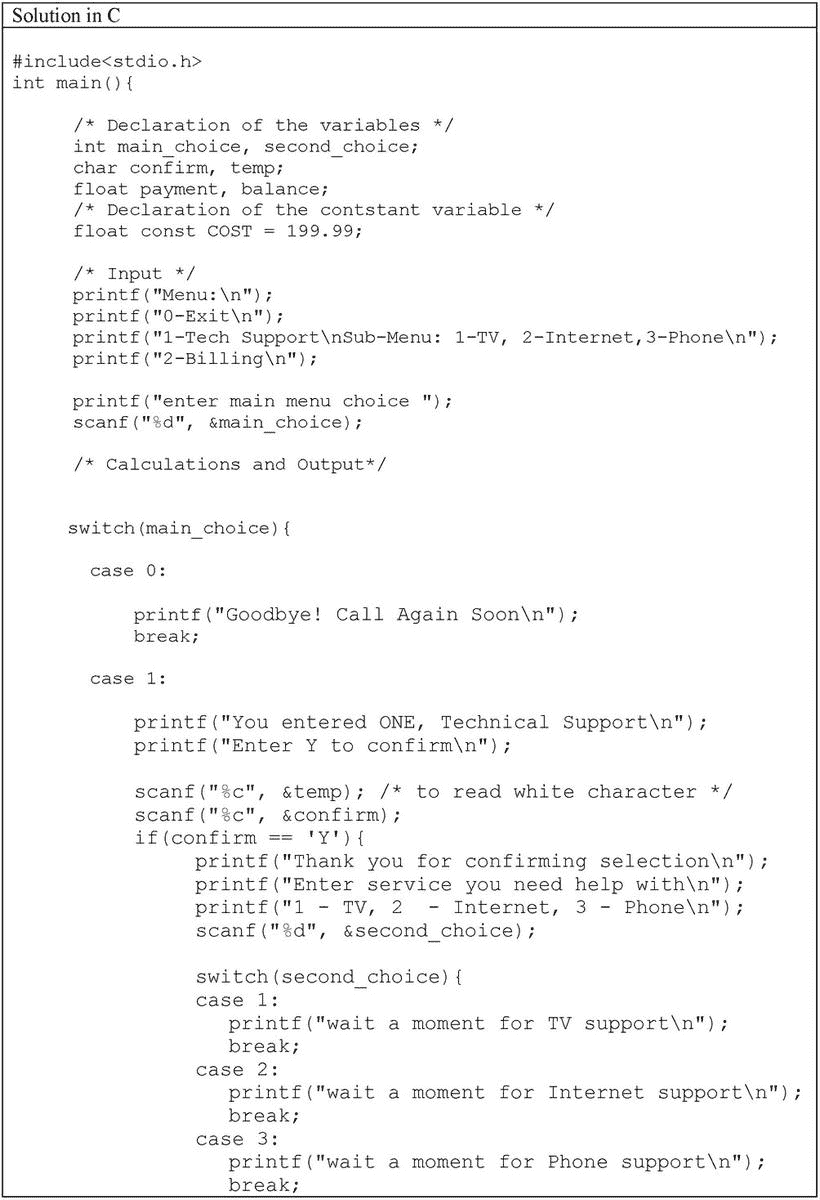 Solution in C
#include<stdio.h>
int main(){
/* Declaration of the variables */
int main_choice, second_choice;
char confirm, temp;
float payment, balance;
/* Declaration of the contstant variable */
float const COST = 199.99;
/* Input */
printf("Menu:\n");
printf("0-Exit\n");
printf("1-Tech Support\nSub-Menu: 1-TV, 2-Internet,3-Phone\n");
printf("2-Billing\n");
printf("enter main menu choice ");
scanf("%d", &main_choice);
/* Calculations and Output*/
switch(main_choice){
case 0:
printf("Goodbye! Call Again Soon\n");
break;
case 1:
printf("You entered ONE, Technical Support\n");
printf("Enter Y to confirm\n");
scanf("%c", &temp); /* to read white character */
scanf("%c", &confirm);
if(confirm == 'Y'){
printf("Thank you for confirming selection\n");
printf("Enter service you need help with\n");
printf("1 - TV, 2  - Internet, 3 - Phone\n");
scanf("%d", &second_choice);
switch(second_choice){
case 1:
printf("wait a moment for TV support\n");
break;
case 2:
printf("wait a moment for Internet support\n");
break;
case 3:
printf("wait a moment for Phone support\n");
break;